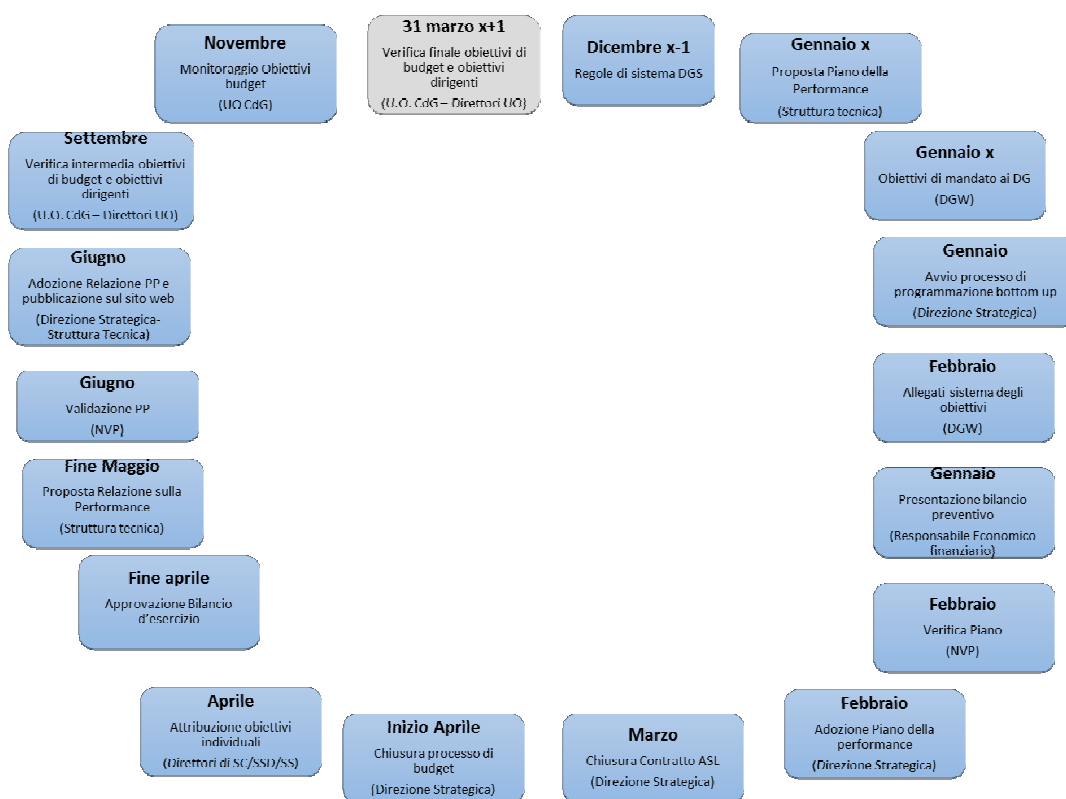 31 marzo x+1
Verifica finale obiettivi di
budget e obiettivi
dirigenti
(U.O. CdG – Direttori UO)
Dicembre x-1
Regole di sistema DGS
Gennaio x
Proposta Piano della
Performance
(Struttura tecnica)
Gennaio x
Obiettivi di mandato ai DG
(DGW)
Gennaio
Avvio processo di
programmazione bottom up
(Direzione Strategica)
Febbraio
Allegati sistema degli
obiettivi
(DGW)
Gennaio
Presentazione bilancio
preventivo
(Responsabile Economico
finanziario)
Febbraio
Verifica Piano
(NVP)
Febbraio
Adozione Piano della
performance
(Direzione Strategica)
Marzo
Chiusura Contratto ASL
(Direzione Strategica)
Inizio Aprile
Chiusura processo di
budget
(Direzione Strategica)
Aprile
Attribuzione obiettivi
individuali
(Direttori di SC/SSD/SS)
Fine aprile
Approvazione Bilancio
d'esercizio
Fine Maggio
Proposta Relazione sulla
Performance
(Struttura tecnica)
Giugno
Validazione PP
(NVP)
Giugno
Adozione Relazione PP e
pubblicazione sul sito web
(Direzione Strategica-
Struttura Tecnica)
Settembre
Verifica intermedia obiettivi
di budget e obiettivi
dirigenti
(U.O. CdG – Direttori UO)
Novembre
Monitoraggio Obiettivi
budget
(UO CdG)